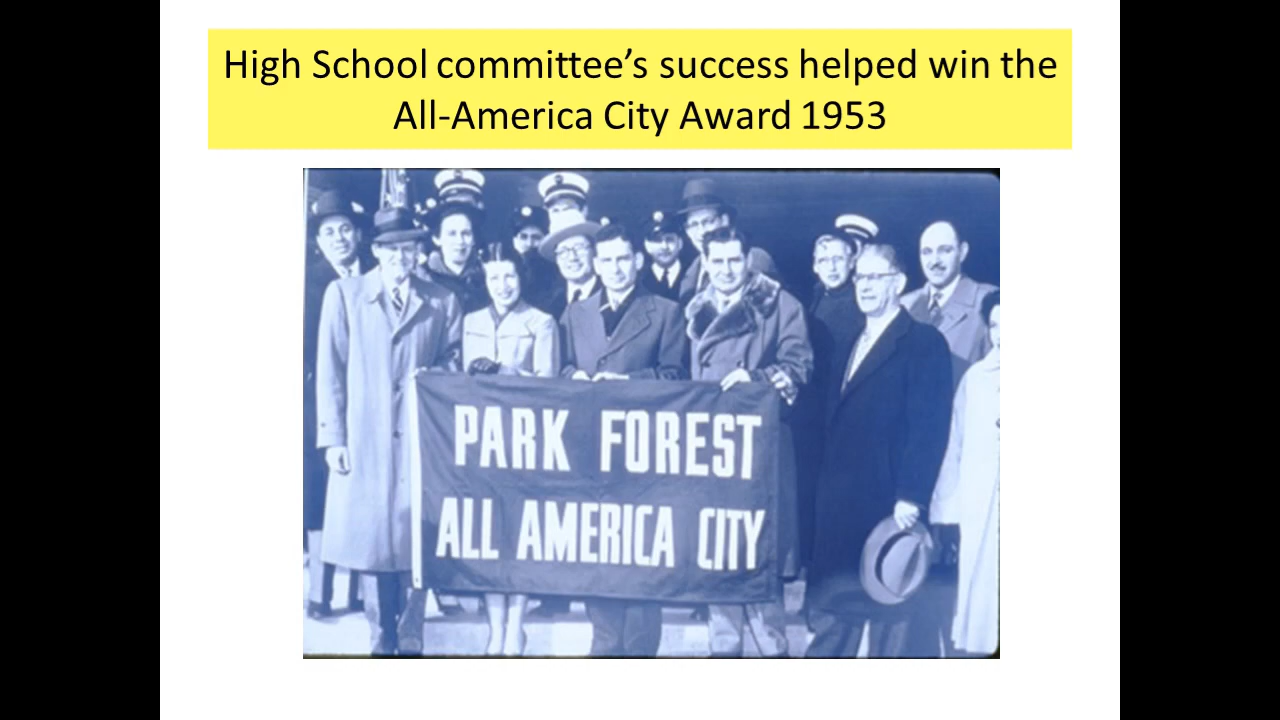 High School committee’s success helped win the
All-America City Award 1953
PARK FOREST
ALL AMERICA CITY